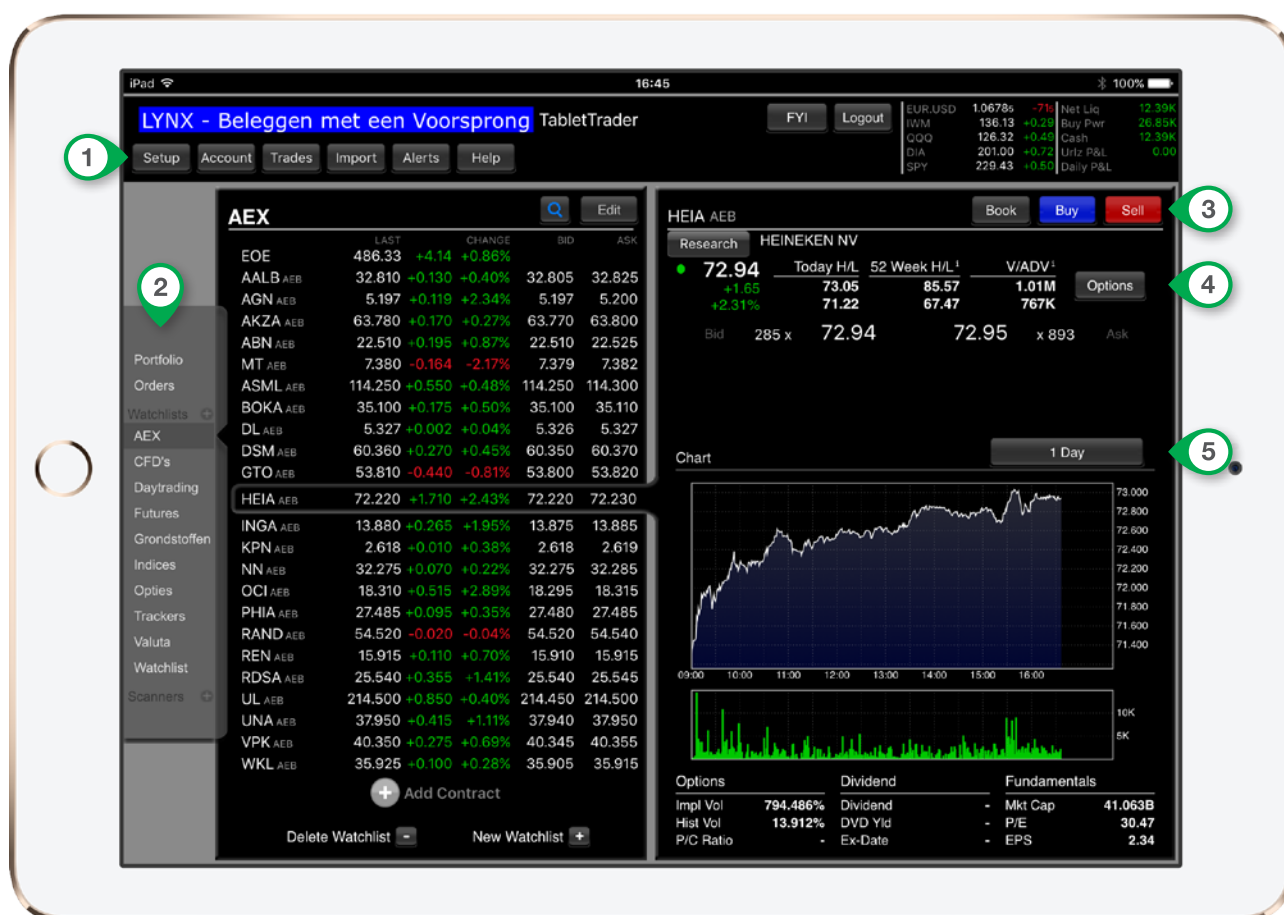 iPad 16:45 100%
LYNX - Beleggen met een Voorsprong TabletTrader FYI Logout
EUR.USD 1.06785 -71s Net Liq 12.39K
IWM 136.13 +0.29 Buy Pwr 26.85K
QQQ 126.32 +0.49 Cash 12.39K
DIA 201.00 +0.72 Urlz P&L 0.00
SPY 229.43 +0.50 Daily P&L
1 Setup Account Trades Import Alerts Help
2
Portfolio
Orders
Watchlists
AEX
CFD's
Daytrading
Futures
Grondstoffen
Indices
Opties
Trackers
Valuta
Watchlist
Scanners
AEX Edit
LAST CHANGE BID ASK
EOE 486.33 +4.14 +0.86%
AALB AEB 32.810 +0.130 +0.40% 32.805 32.825
AGN AEB 5.197 +0.119 +2.34% 5.197 5.200
AKZA AEB 63.780 +0.170 +0.27% 63.770 63.800
ABN AEB 22.510 +0.195 +0.87% 22.510 22.525
MT AEB 7.380 -0.164 -2.17% 7.379 7.382
ASML AEB 114.250 +0.550 +0.48% 114.250 114.300
BOKA AEB 35.100 +0.175 +0.50% 35.100 35.110
DL AEB 5.327 +0.002 +0.04% 5.326 5.327
DSM AEB 60.360 +0.270 +0.45% 60.350 60.370
GTO AEB 53.810 -0.440 -0.81% 53.800 53.820
HEIA AEB 72.220 +1.710 +2.43% 72.220 72.230
INGA AEB 13.880 +0.265 +1.95% 13.875 13.885
KPN AEB 2.618 +0.010 +0.38% 2.618 2.619
NN AEB 32.275 +0.070 +0.22% 32.275 32.285
OCI AEB 18.310 +0.515 +2.89% 18.295 18.315
PHIA AEB 27.485 +0.095 +0.35% 27.480 27.485
RAND AEB 54.520 -0.020 -0.04% 54.520 54.540
REN AEB 15.915 +0.110 +0.70% 15.910 15.915
RDSA AEB 25.540 +0.355 +1.41% 25.540 25.545
UL AEB 214.500 +0.850 +0.40% 214.450 214.500
UNA AEB 37.950 +0.415 +1.11% 37.940 37.950
VPK AEB 40.350 +0.275 +0.69% 40.345 40.355
WKL AEB 35.925 +0.100 +0.28% 35.905 35.915
+ Add Contract
Delete Watchlist - New Watchlist +
HEIA AEB Book Buy Sell 3
Research HEINEKEN NV
72.94 Today H/L 52 Week H/L¹ V/ADV¹
+1.65 73.05 85.57 1.01M Options 4
+2.31% 71.22 67.47 767K
Bid 285 x 72.94 72.95 x 893 Ask
Chart 1 Day 5
73.000
72.800
72.600
72.400
72.200
72.000
71.800
71.600
71.400
09:00 10:00 11:00 12:00 13:00 14:00 15:00 16:00
10K
5K
Options Dividend Fundamentals
Impl Vol 794.486% Dividend - Mkt Cap 41.063B
Hist Vol 13.912% DVD Yld - P/E 30.47
P/C Ratio - Ex-Date - EPS 2.34